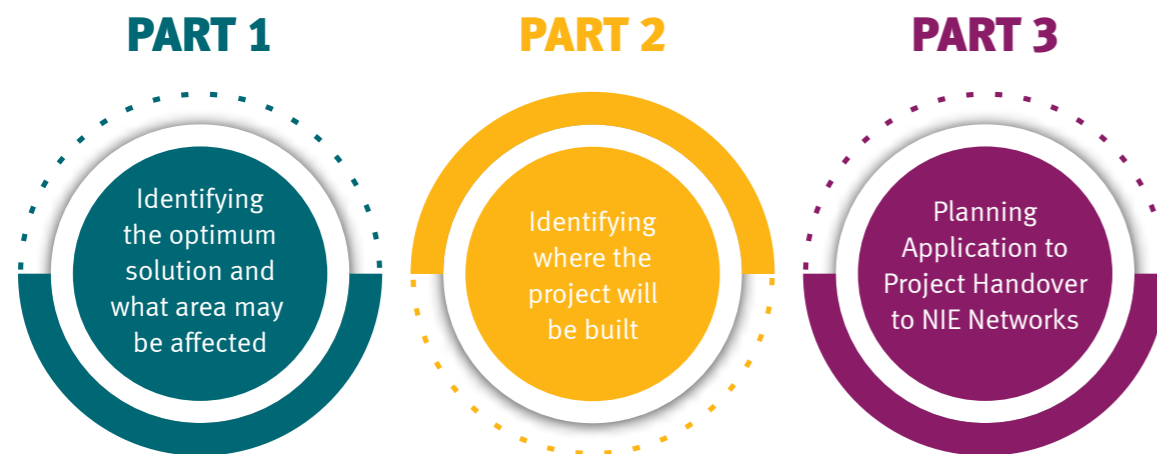 PART 1
Identifying
the optimum
solution and
what area may
be affected
PART 2
Identifying
where the
project will
be built
PART 3
Planning
Application to
Project Handover
to NIE Networks